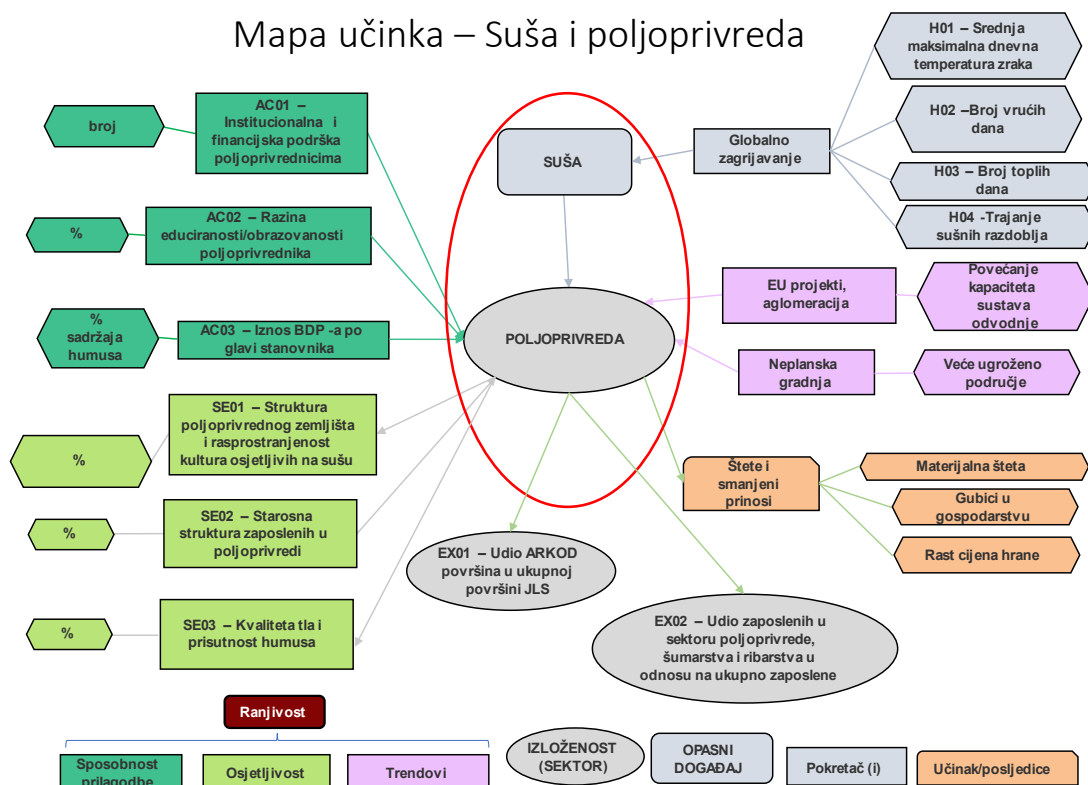 Mapa učinka – Suša i poljoprivreda
broj
AC01 –
Institucionalna i
financijska podrška
poljoprivrednicima
%
AC02 – Razina
educiranosti/obrazovanosti
poljoprivrednika
%
sadržaja
humusa
AC03 – Iznos BDP -a po
glavi stanovnika
%
SE01 – Struktura
poljoprivrednog zemljišta
i rasprostranjenost
kultura osjetljivih na sušu
%
SE02 – Starosna
struktura zaposlenih u
poljoprivredi
%
SE03 – Kvaliteta tla i
prisutnost humusa
SUŠA
POLJOPRIVREDA
Globalno
zagrijavanje
H01 – Srednja
maksimalna dnevna
temperatura zraka
H02 –Broj vrućih
dana
H03 – Broj toplih
dana
H04 -Trajanje
sušnih razdoblja
EU projekti,
aglomeracija
Povećanje
kapaciteta
sustava
odvodnje
Neplanska
gradnja
Veće ugroženo
područje
Štete i
smanjeni
prinosi
Materijalna šteta
Gubici u
gospodarstvu
Rast cijena hrane
EX01 – Udio ARKOD
površina u ukupnoj
površini JLS
EX02 – Udio zaposlenih u
sektoru poljoprivrede,
šumarstva i ribarstva u
odnosu na ukupno zaposlene
Ranjivost
Sposobnost
prilagodbe
Osjetljivost
Trendovi
IZLOŽENOST
(SEKTOR)
OPASNI
DOGAĐAJ
Pokretač (i)
Učinak/posljedice